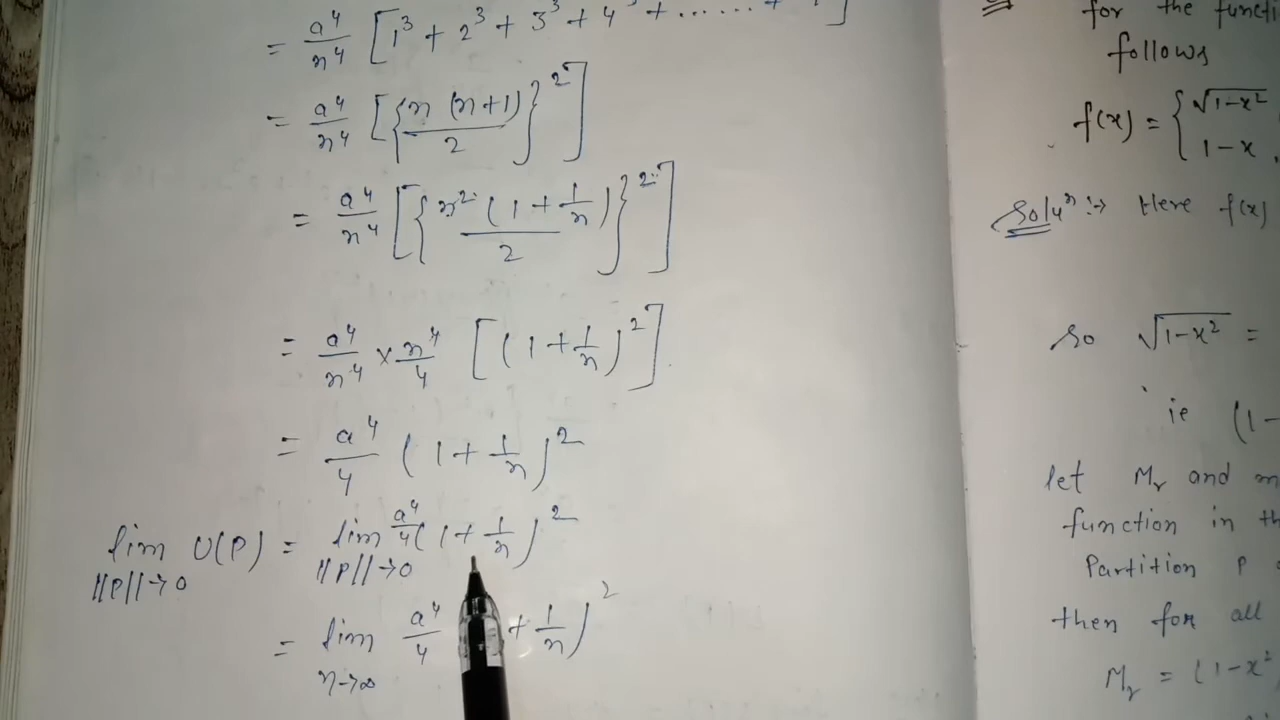 = a⁴/n⁴ [1³ + 2³ + 3³ + 4³ + ......+
= a⁴/n⁴ [{n (n+1)/2}²]
= a⁴/n⁴ [{n² (1 + 1/n)/2}²]
= a⁴/n⁴ × n⁴/4 [(1 + 1/n)²]
= a⁴/4 (1 + 1/n)²
lim ||P||→0 U(P) = lim ||P||→0 a⁴/4 (1 + 1/n)²
= lim n→∞ a⁴/4 + 1/n)²
for the functi
follows
f(x) = { √1-x²
1-x ,
Solⁿ :→ Here f(x)
so √1-x² =
ie (1-
let Mᵣ and m
function in th
Partition P
then for all
Mᵣ = (1-x²